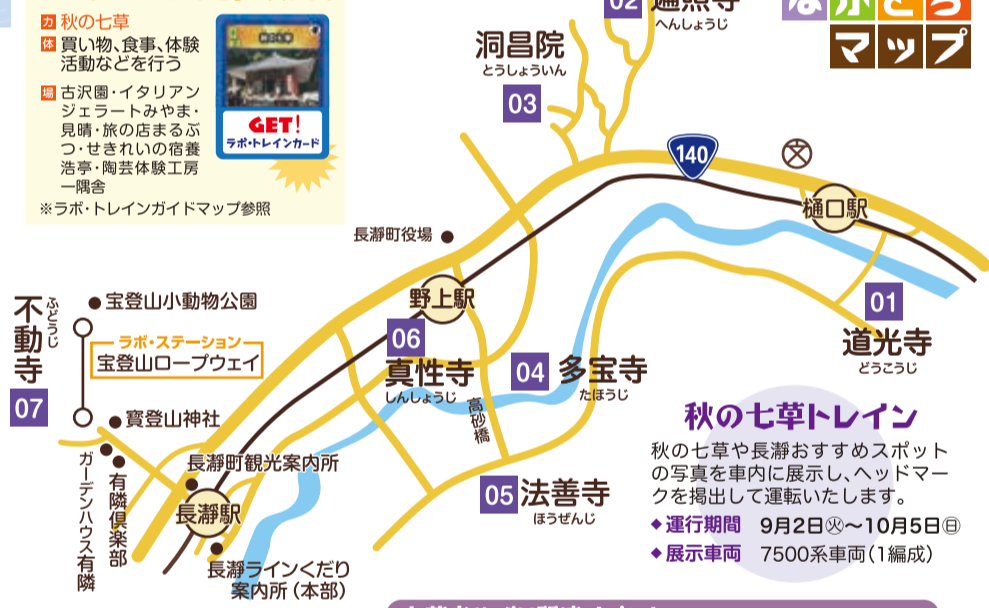 カ 秋の七草
体 買い物、食事、体験
活動などを行う
場 古沢園・イタリアン
ジェラートみやま・
見晴・旅の店まるぶ
つ・せきれいの宿養
浩亭・陶芸体験工房
一隅舎
※ラボ・トレインガイドマップ参照
GET!
ラボ・トレインカード
02 遍照寺
へんしょうじ
ながとろ
マップ
洞昌院
とうしょういん
03
140
樋口駅
長瀞町役場
野上駅
01
道光寺
どうこうじ
不動寺
ふどうじ
07
宝登山小動物公園
ラボ・ステーション
宝登山ロープウェイ
寳登山神社
06
真性寺
しんしょうじ
04 多宝寺
たほうじ
高砂橋
05 法善寺
ほうぜんじ
長瀞町観光案内所
長瀞駅
ガーデンハウス有隣
有隣倶楽部
長瀞ラインくだり
案内所（本部）
秋の七草トレイン
秋の七草や長瀞おすすめスポット
の写真を車内に展示し、ヘッドマー
クを掲出して運転いたします。
◆運行期間 9月2日㊋〜10月5日㊐
◆展示車両 7500系車両（1編成）